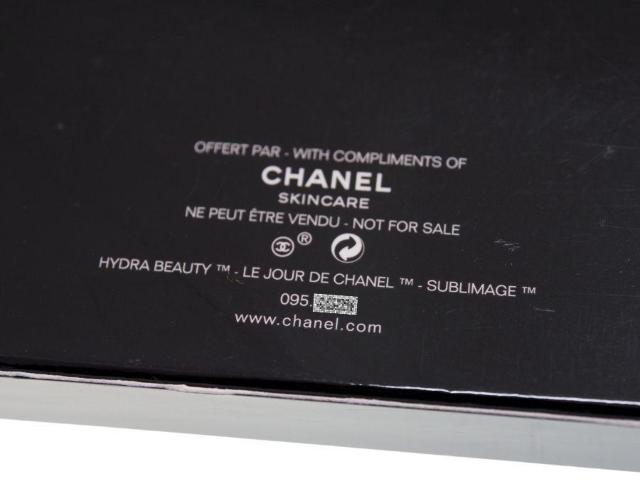 OFFERT PAR - WITH COMPLIMENTS OF
CHANEL
SKINCARE
NE PEUT ÊTRE VENDU - NOT FOR SALE
®
HYDRA BEAUTY ™ - LE JOUR DE CHANEL ™ - SUBLIMAGE ™
095.
www.chanel.com